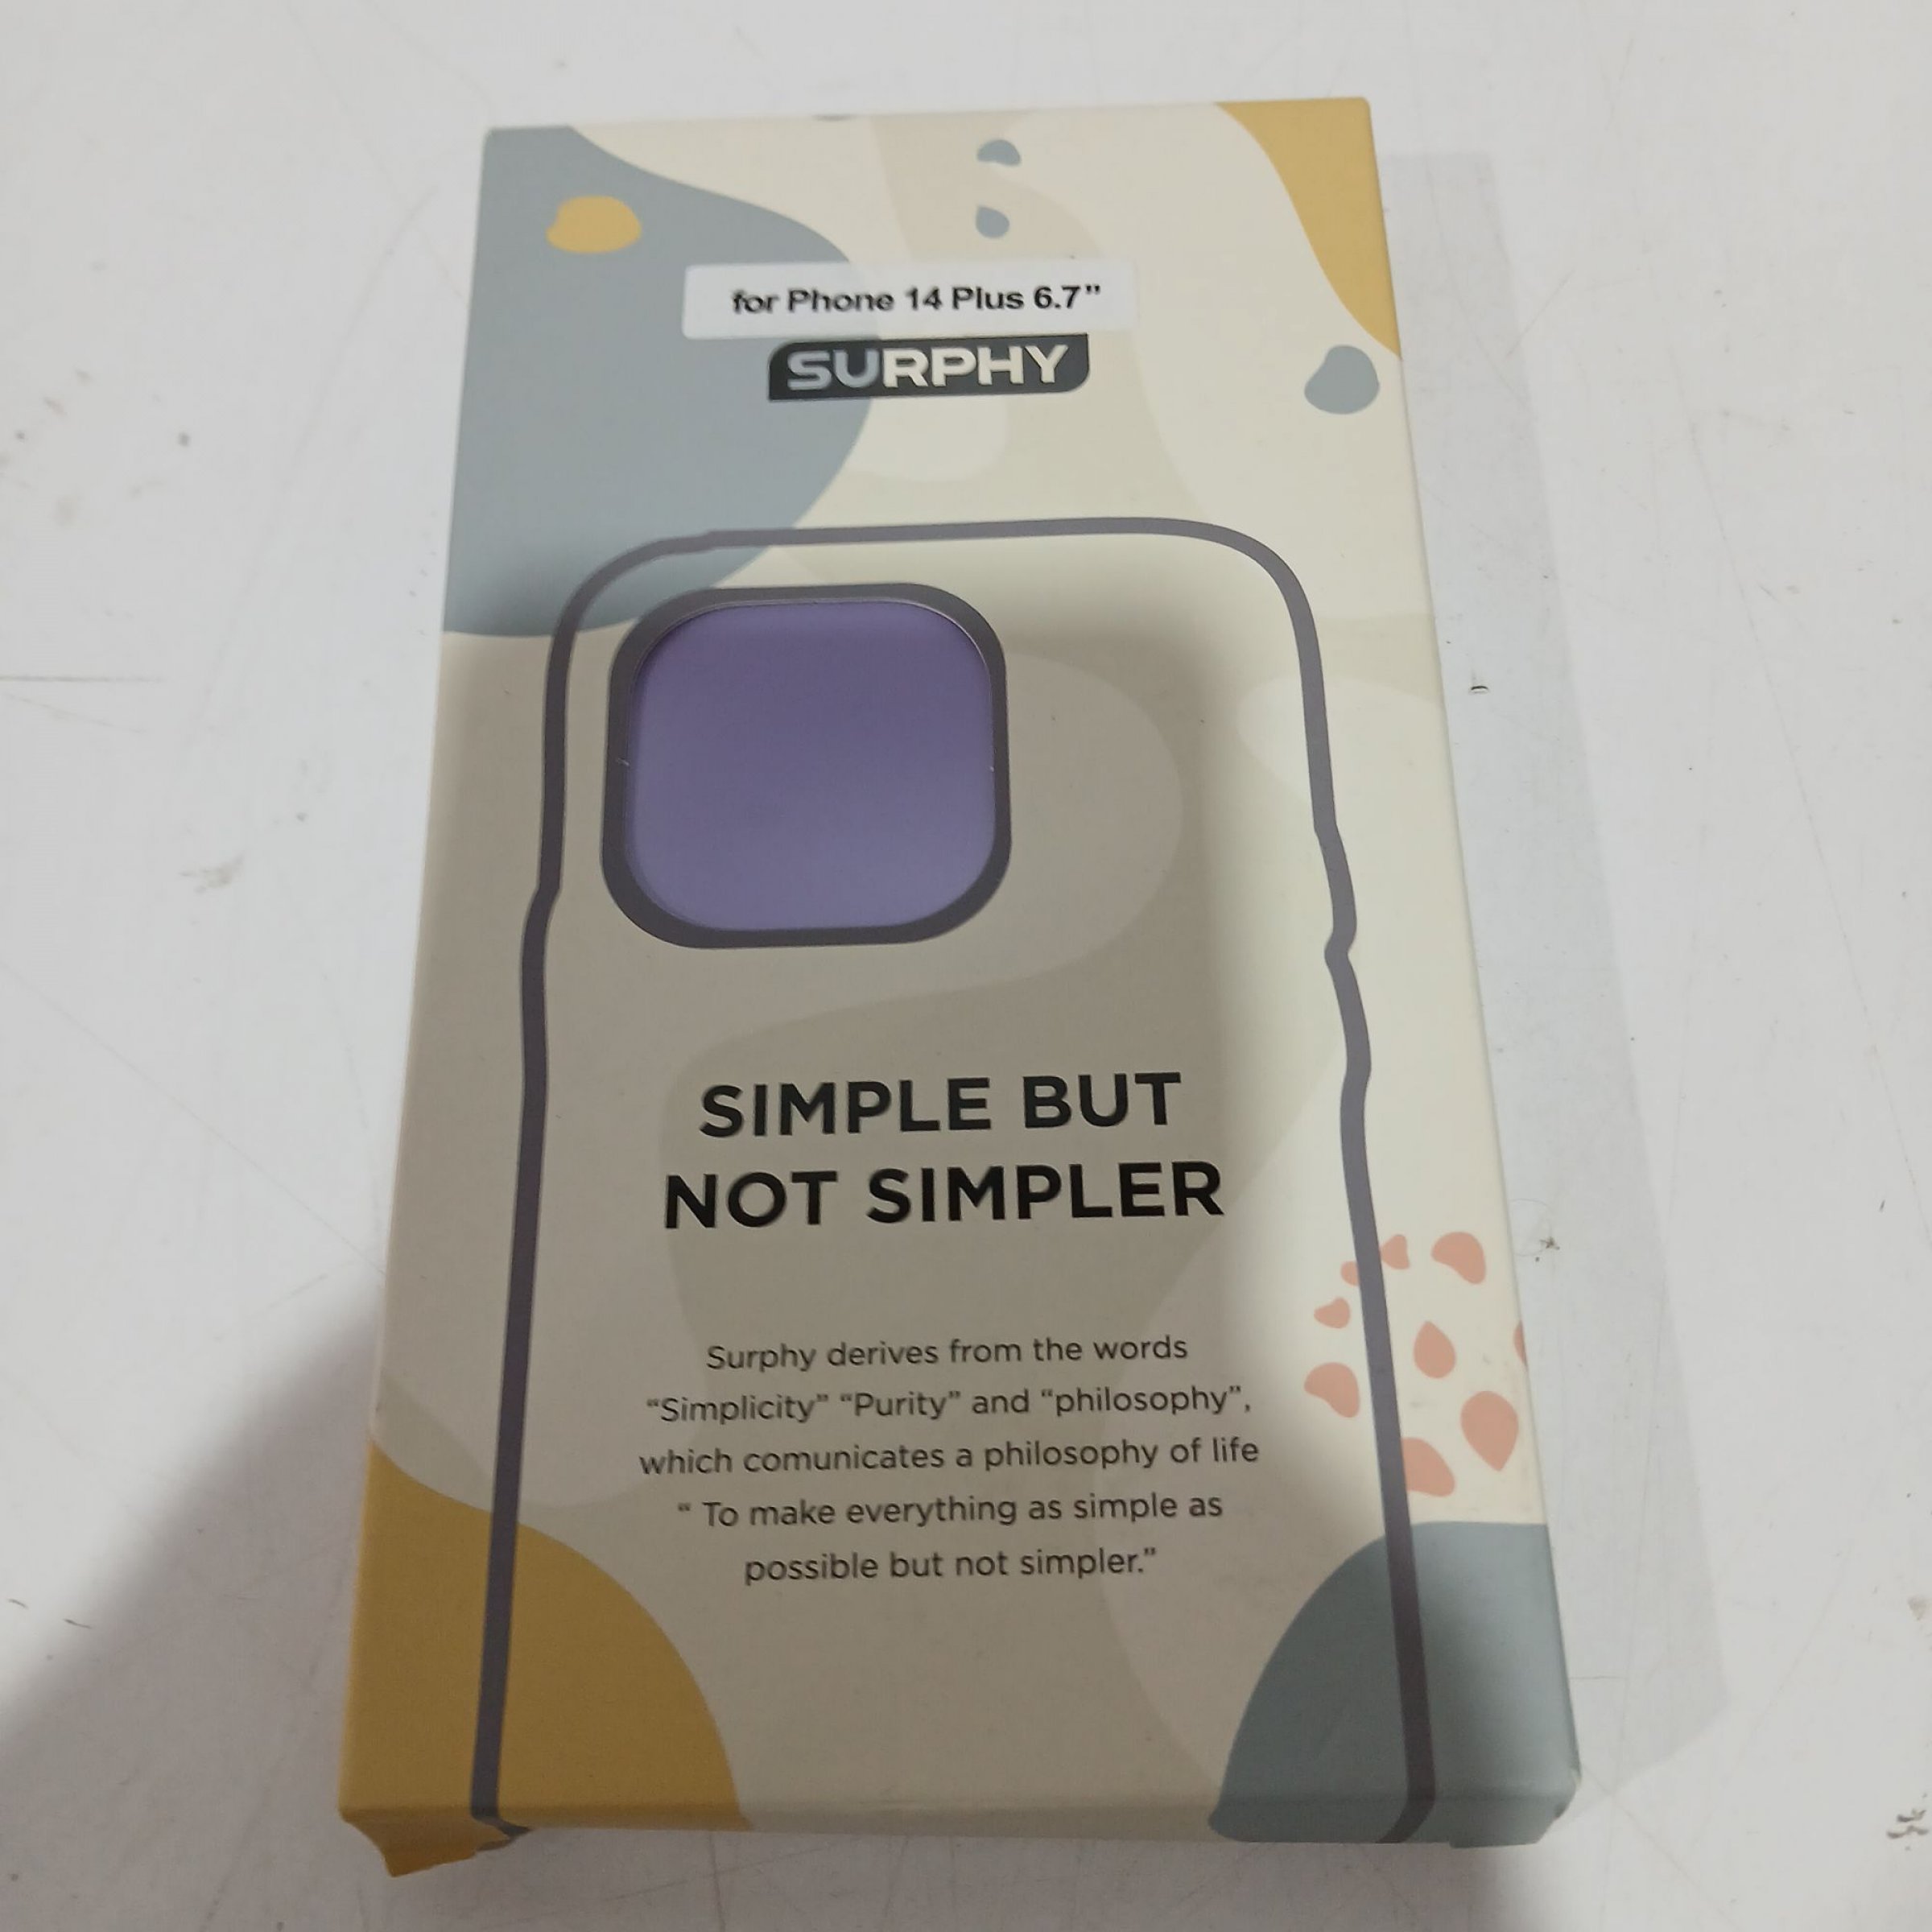 for Phone 14 Plus 6.7"
SURPHY
SIMPLE BUT
NOT SIMPLER
Surphy derives from the words
“Simplicity” “Purity” and “philosophy”,
which comunicates a philosophy of life
“ To make everything as simple as
possible but not simpler.”